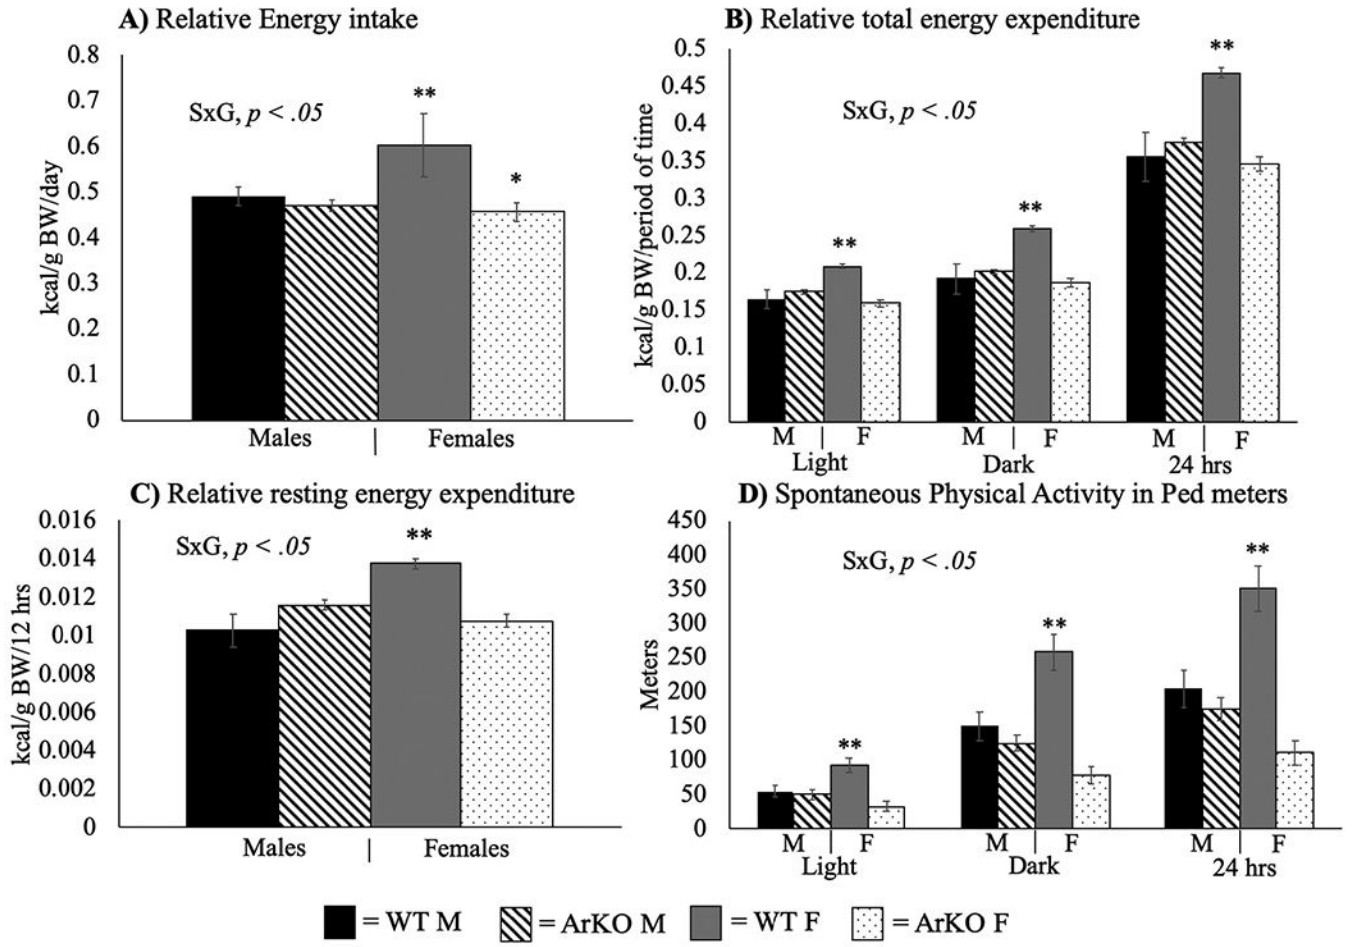 A) Relative Energy intake
kcal/g BW/day
0.8
0.7
0.6
0.5
0.4
0.3
0.2
0.1
0
SxG, p < .05
**
*
Males | Females
B) Relative total energy expenditure
kcal/g BW/period of time
0.5
0.45
0.4
0.35
0.3
0.25
0.2
0.15
0.1
0.05
0
SxG, p < .05
**
**
**
M | F M | F M | F
Light Dark 24 hrs
C) Relative resting energy expenditure
kcal/g BW/12 hrs
0.016
0.014
0.012
0.01
0.008
0.006
0.004
0.002
0
SxG, p < .05
**
Males | Females
D) Spontaneous Physical Activity in Ped meters
Meters
450
400
350
300
250
200
150
100
50
0
SxG, p < .05
**
**
**
M | F M | F M | F
Light Dark 24 hrs
= WT M = ArKO M = WT F = ArKO F